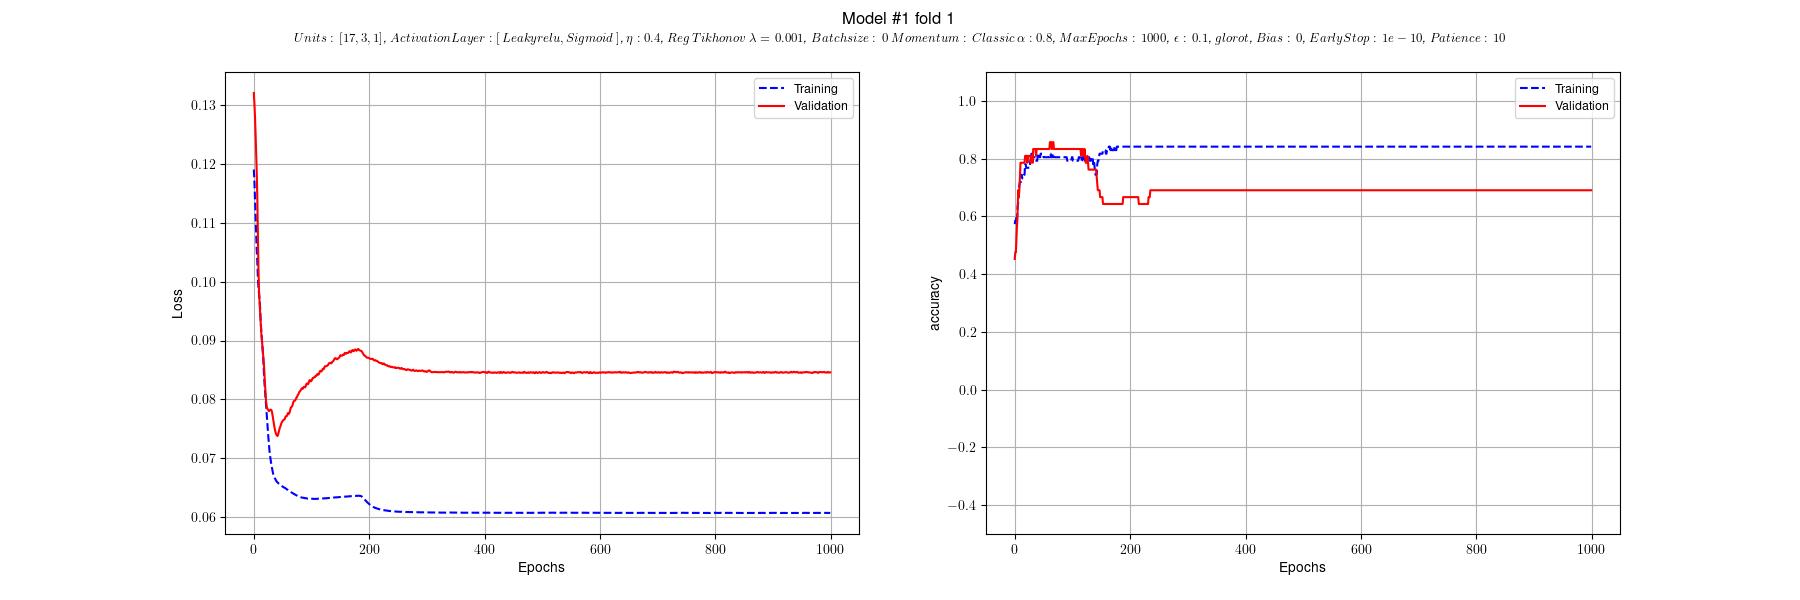 Model #1 fold 1
Units : [17, 3, 1], ActivationLayer : [ Leakyrelu, Sigmoid ], η : 0.4, Reg Tikhonov λ = 0.001, Batchsize : 0 Momentum : Classic α : 0.8, MaxEpochs : 1000, ϵ : 0.1, glorot, Bias : 0, EarlyStop : 1e − 10, Patience : 10
Training
Validation
0.13
0.12
0.11
0.10
0.09
0.08
0.07
0.06
Loss
0 200 400 600 800 1000
Epochs
Training
Validation
1.0
0.8
0.6
0.4
0.2
0.0
−0.2
−0.4
accuracy
0 200 400 600 800 1000
Epochs